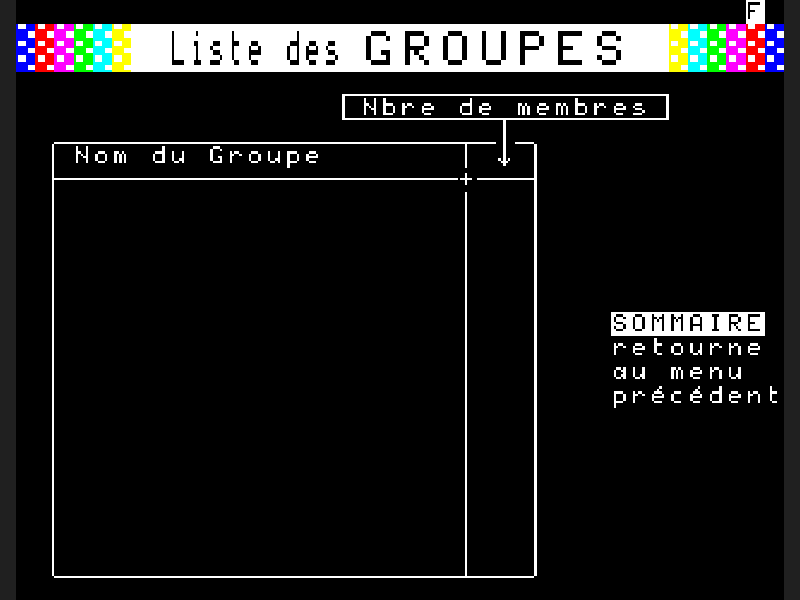 F
Liste des GROUPES
Nbre de membres
Nom du Groupe
SOMMAIRE
retourne
au menu
précédent